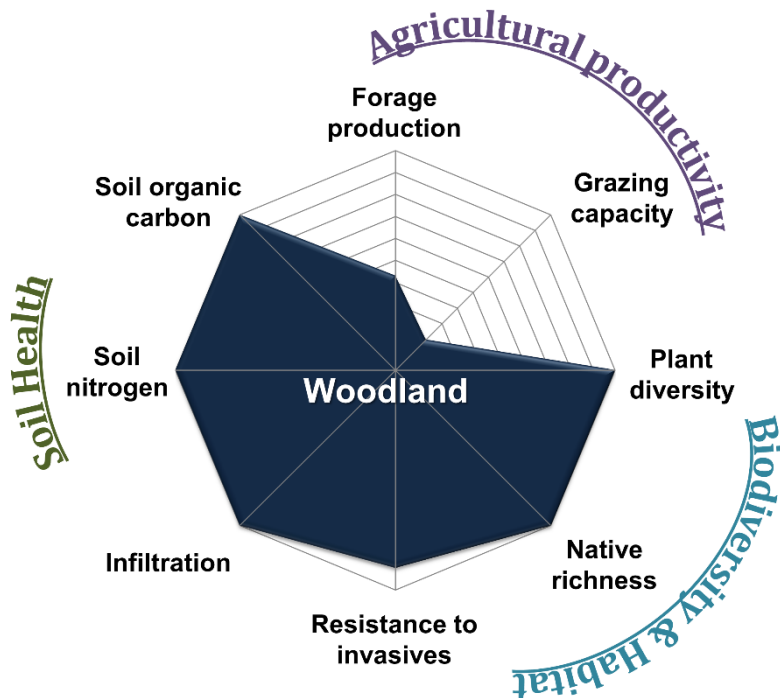 Agricultural productivity
Forage
production
Soil organic
carbon
Grazing
capacity
Soil Health
Soil
nitrogen
Woodland
Plant
diversity
Infiltration
Native
richness
Resistance to
invasives
Biodiversity & Habitat